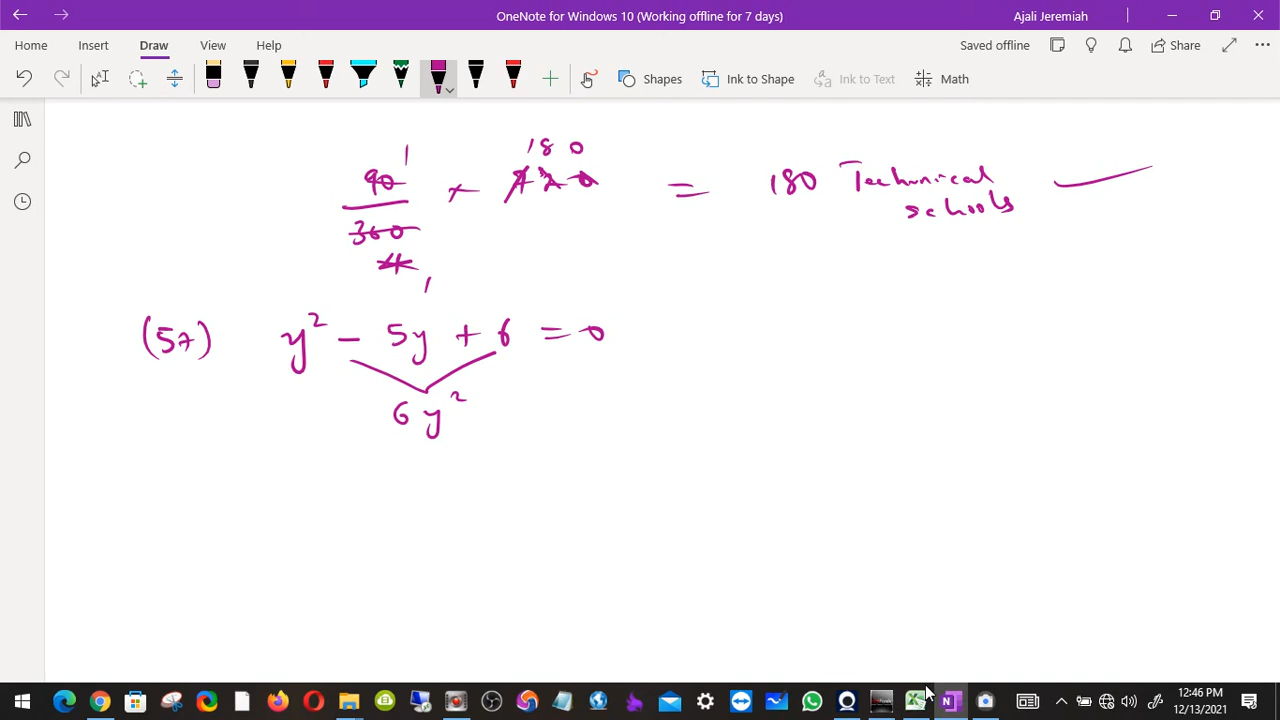 OneNote for Windows 10 (Working offline for 7 days)
Ajali Jeremiah
Home Insert Draw View Help
Saved offline
Share
Shapes
Ink to Shape
Ink to Text
Math
1 180
90 × 720 = 180 Technical schools
360
4
1
(57) y² - 5y + 6 = 0
6y²
12:46 PM
12/13/2021